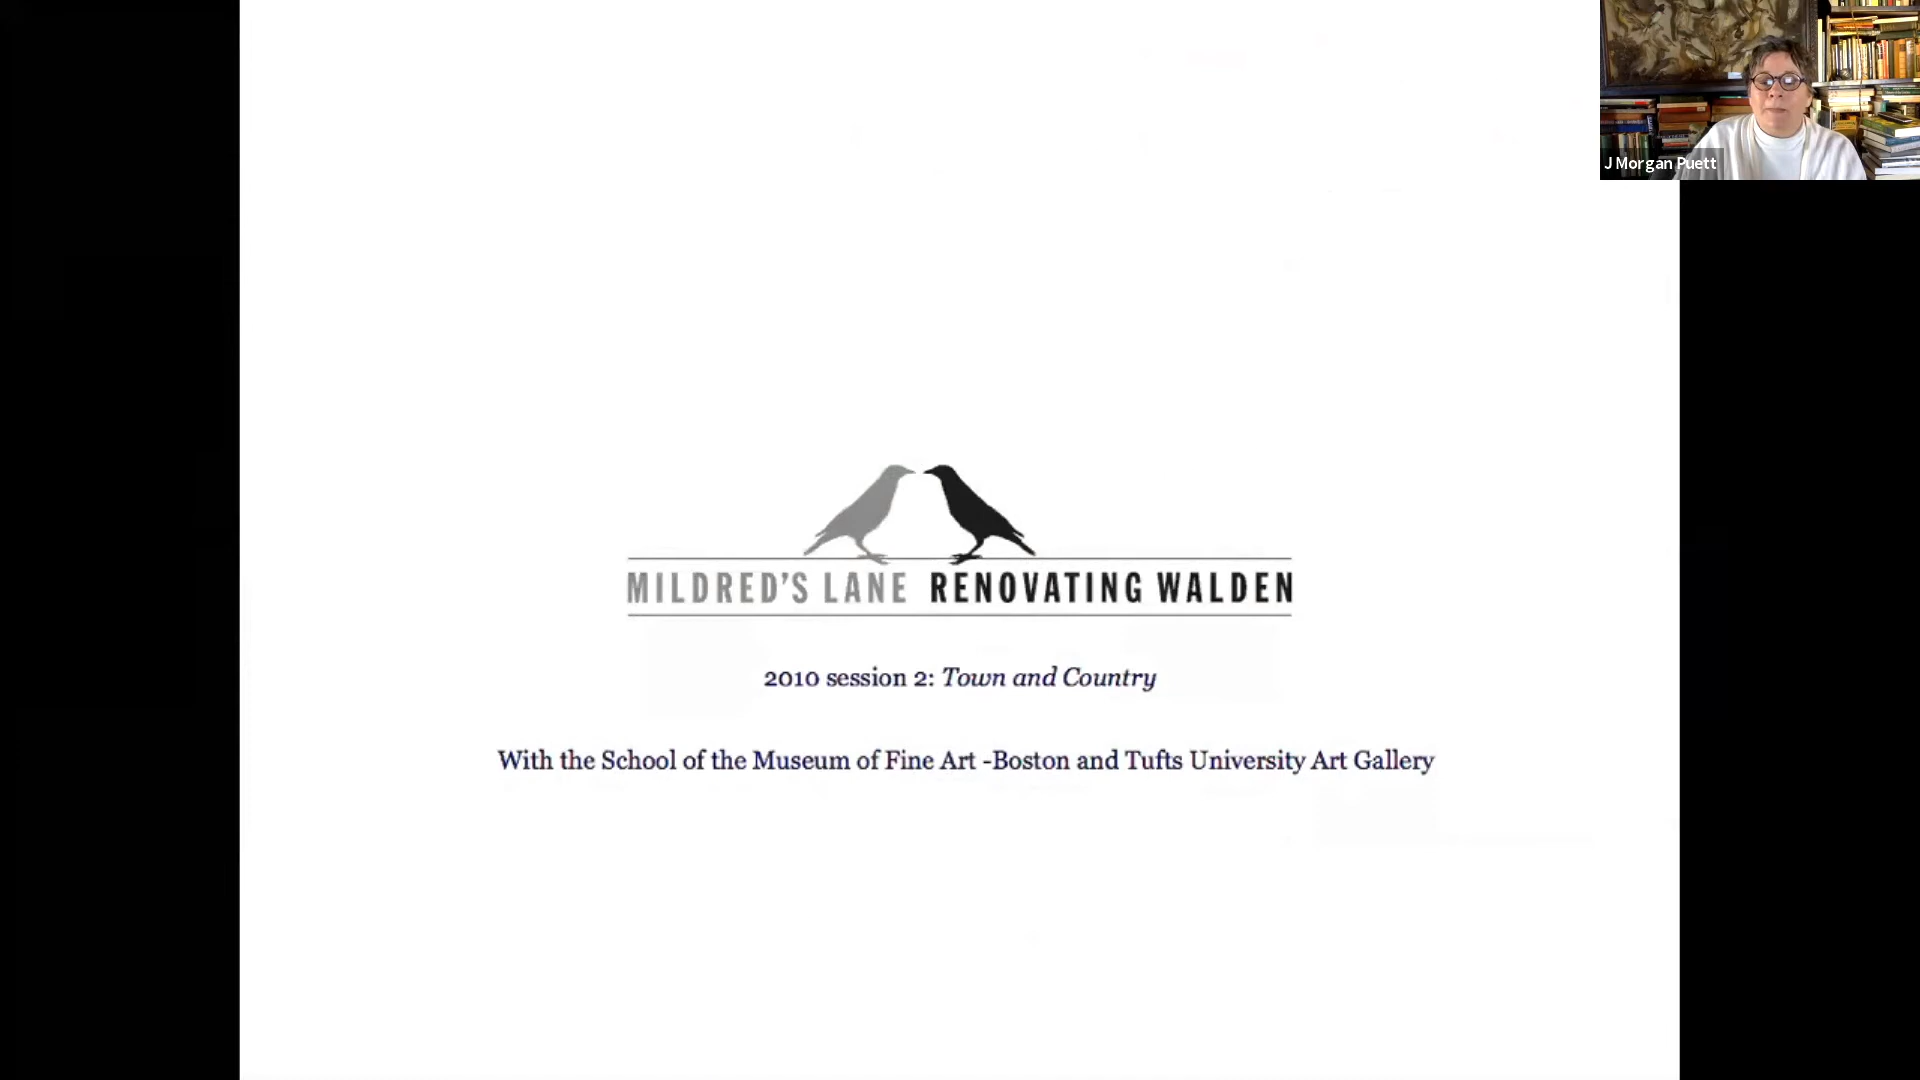 J Morgan Puett
MILDRED'S LANE RENOVATING WALDEN
2010 session 2: Town and Country
With the School of the Museum of Fine Art -Boston and Tufts University Art Gallery